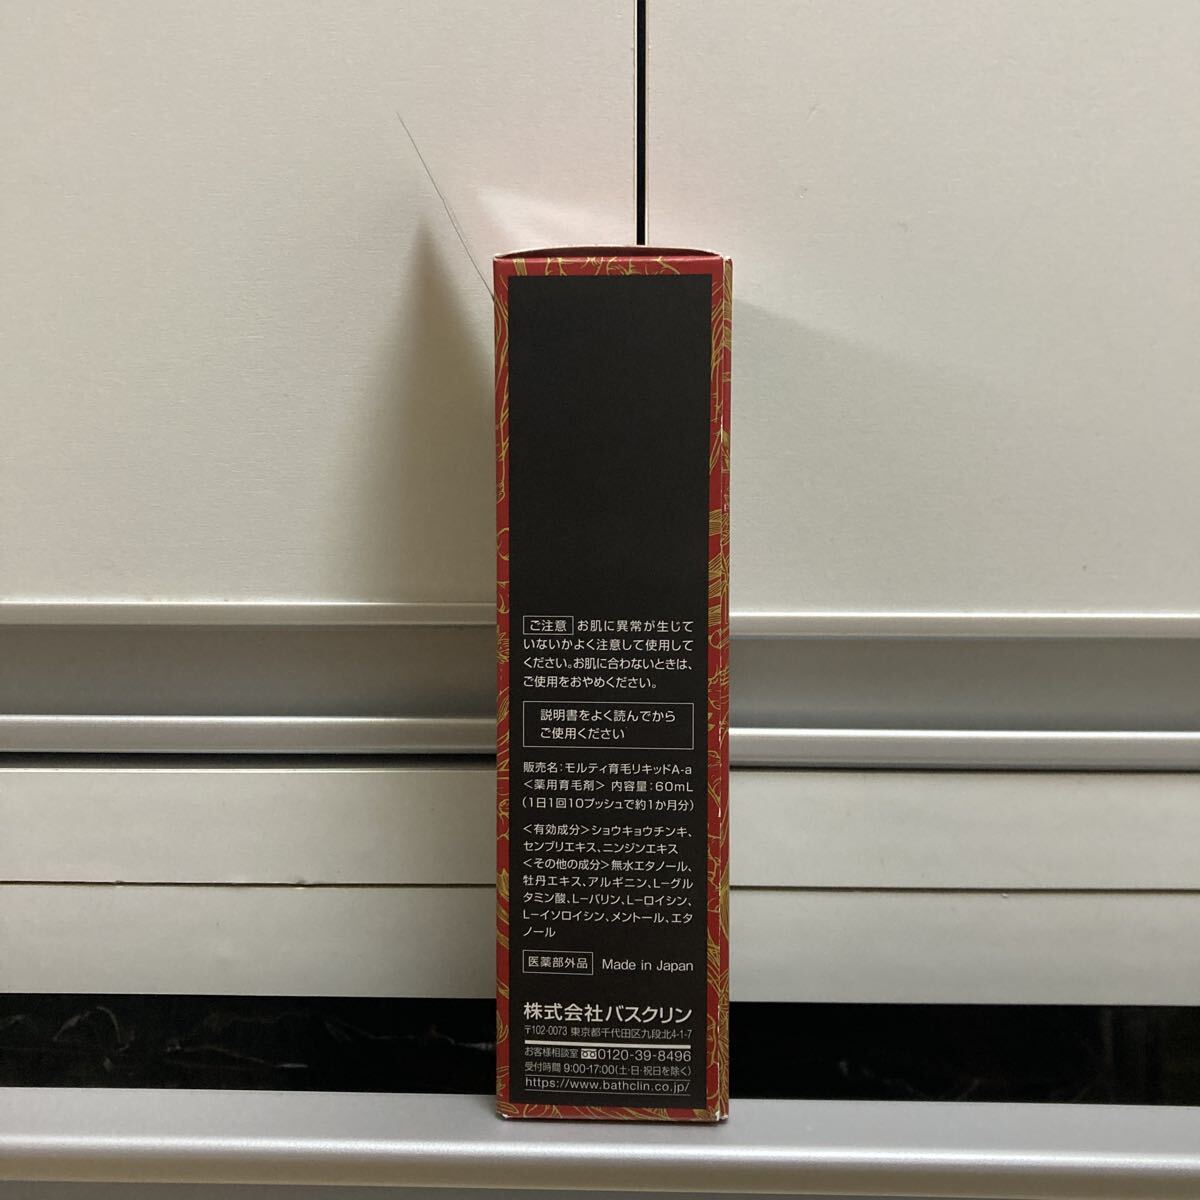 ご注意 お肌に異常が生じて
いないかよく注意して使用して
ください。お肌に合わないときは、
ご使用をおやめください。
説明書をよく読んでから
ご使用ください
販売名:モルティ育毛リキッドA-a
<薬用育毛剤> 内容量:60mL
(1日1回10プッシュで約1か月分)
<有効成分>ショウキョウチンキ、
センブリエキス、ニンジンエキス
<その他の成分>無水エタノール、
牡丹エキス、アルギニン、L-グル
タミン酸、L-バリン、L-ロイシン、
L-イソロイシン、メントール、エタ
ノール
医薬部外品 Made in Japan
株式会社バスクリン
〒102-0073 東京都千代田区九段北4-1-7
お客様相談室 0120-39-8496
受付時間 9:00-17:00(土・日・祝日を除く)
https://www.bathclin.co.jp/